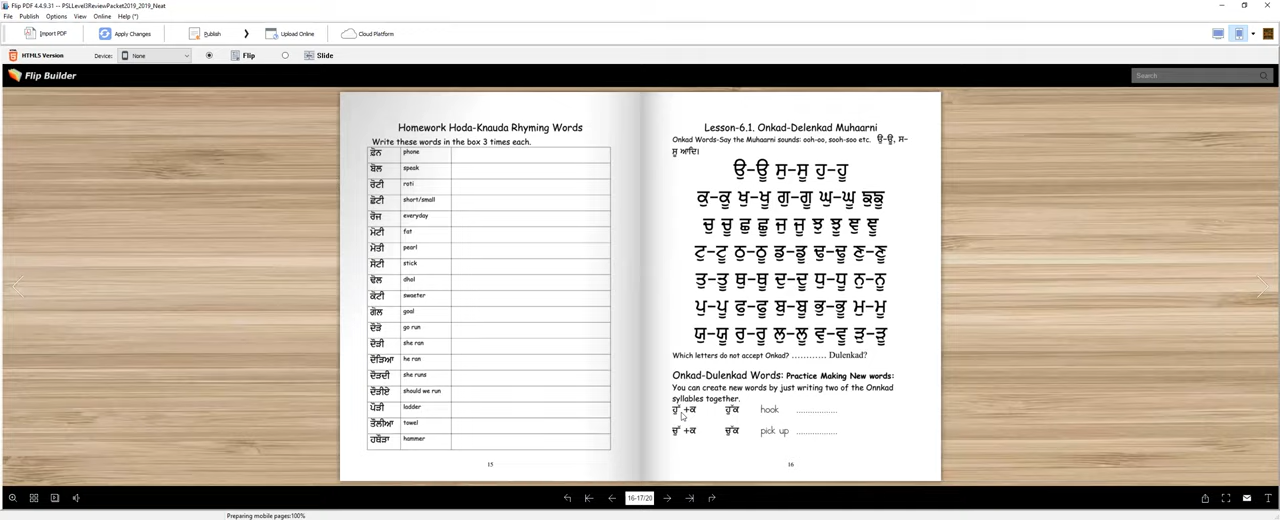 Flip PDF 4.4.9.31 -- PSLLevel3ReviewPacket2019_2019_Neat
File Publish Options View Online Help (*)
Import PDF Apply Changes Publish Upload Online Cloud Platform
HTML5 Version Device: None Flip Slide
Flip Builder Search
Homework Hoda-Knauda Rhyming Words
Write these words in the box 3 times each.
ਫ਼ੋਨ phone
ਬੋਲ speak
ਰੋਟੀ roti
ਛੋਟੀ short/small
ਰੋਜ everyday
ਮੋਟੀ fat
ਮੋਤੀ pearl
ਸੋਟੀ stick
ਢੋਲ dhol
ਕੋਟੀ swaeter
ਗੋਲ goal
ਦੌੜੋ go run
ਦੌੜੀ she ran
ਦੌੜਿਆ he ran
ਦੌੜਦੀ she runs
ਦੌੜੀਏ should we run
ਪੌੜੀ ladder
ਤੌਲੀਆ towel
ਹਥੌੜਾ hammer
15
Lesson-6.1. Onkad-Delenkad Muhaarni
Onkad Words-Say the Muhaarni sounds: ooh-oo, sooh-soo etc. ਉ-ਊ, ਸ-
ਸੂ ਆਦਿ।
ਉ-ਊ ਸੁ-ਸੂ ਹੁ-ਹੂ
ਕੁ-ਕੂ ਖੁ-ਖੂ ਗੁ-ਗੂ ਘੁ-ਘੂ ਙੁਙੂ
ਚੁ ਚੂ ਛੁ ਛੂ ਜੁ ਜੂ ਝੁ ਝੂ ਞੁ ਞੂ
ਟੁ-ਟੂ ਠੁ-ਠੂ ਡੁ-ਡੂ ਢੁ-ਢੂ ਣੁ-ਣੂ
ਤੁ-ਤੂ ਥੁ-ਥੂ ਦੁ-ਦੂ ਧੁ-ਧੂ ਨੁ-ਨੂ
ਪੁ-ਪੂ ਫੁ-ਫੂ ਬੁ-ਬੂ ਭੁ-ਭੂ ਮੁ-ਮੂ
ਯੁ-ਯੂ ਰੁ-ਰੂ ਲੁ-ਲੂ ਵੁ-ਵੂ ੜੁ-ੜੂ
Which letters do not accept Onkad? ............ Dulenkad?
Onkad-Dulenkad Words: Practice Making New words:
You can create new words by just writing two of the Onnkad
syllables together.
ਹੁੱ +ਕ ਹੁੱਕ hook ..................
ਚੁੱ +ਕ ਚੁੱਕ pick up ..................
16
16-17/20
Preparing mobile pages:100%